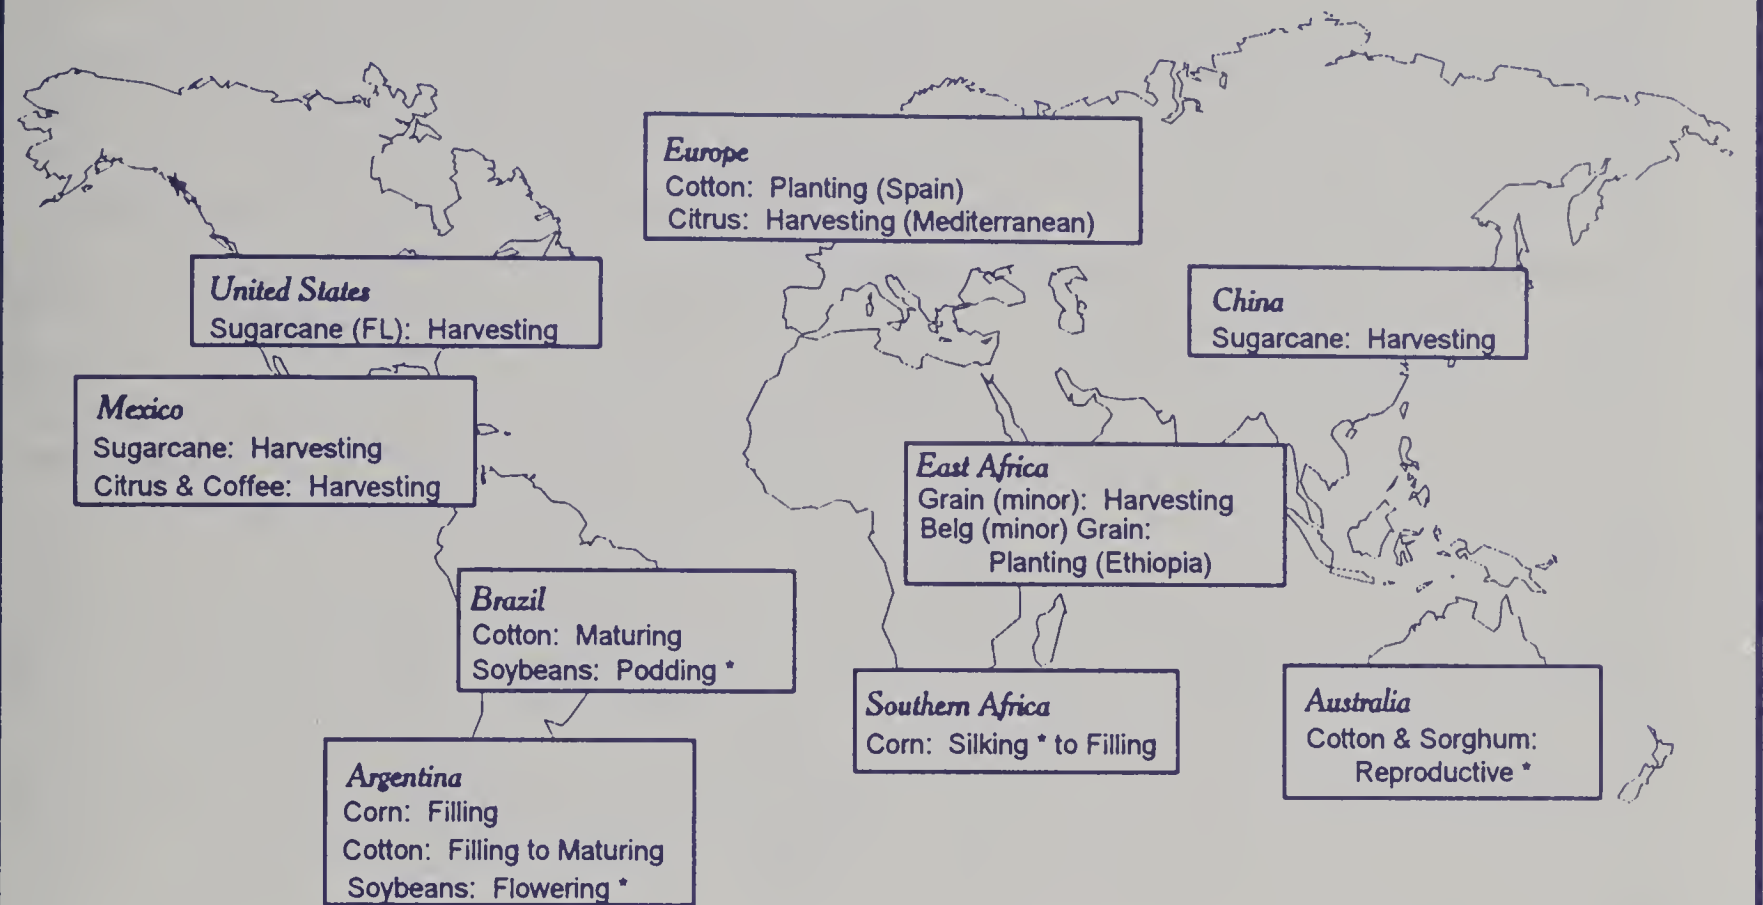 Europe
Cotton: Planting (Spain)
Citrus: Harvesting (Mediterranean)
United States
Sugarcane (FL): Harvesting
China
Sugarcane: Harvesting
Mexico
Sugarcane: Harvesting
Citrus & Coffee: Harvesting
East Africa
Grain (minor): Harvesting
Belg (minor) Grain:
Planting (Ethiopia)
Brazil
Cotton: Maturing
Soybeans: Podding *
Southern Africa
Corn: Silking * to Filling
Australia
Cotton & Sorghum:
Reproductive *
Argentina
Corn: Filling
Cotton: Filling to Maturing
Soybeans: Flowering *